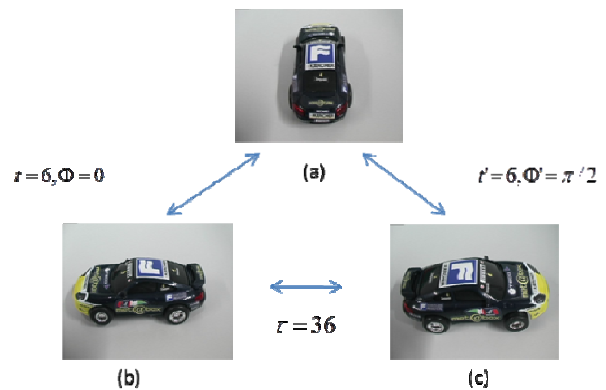 F
(a)
t = 6, Φ = 0
t' = 6, Φ' = π / 2
F
F
τ = 36
(b)
(c)